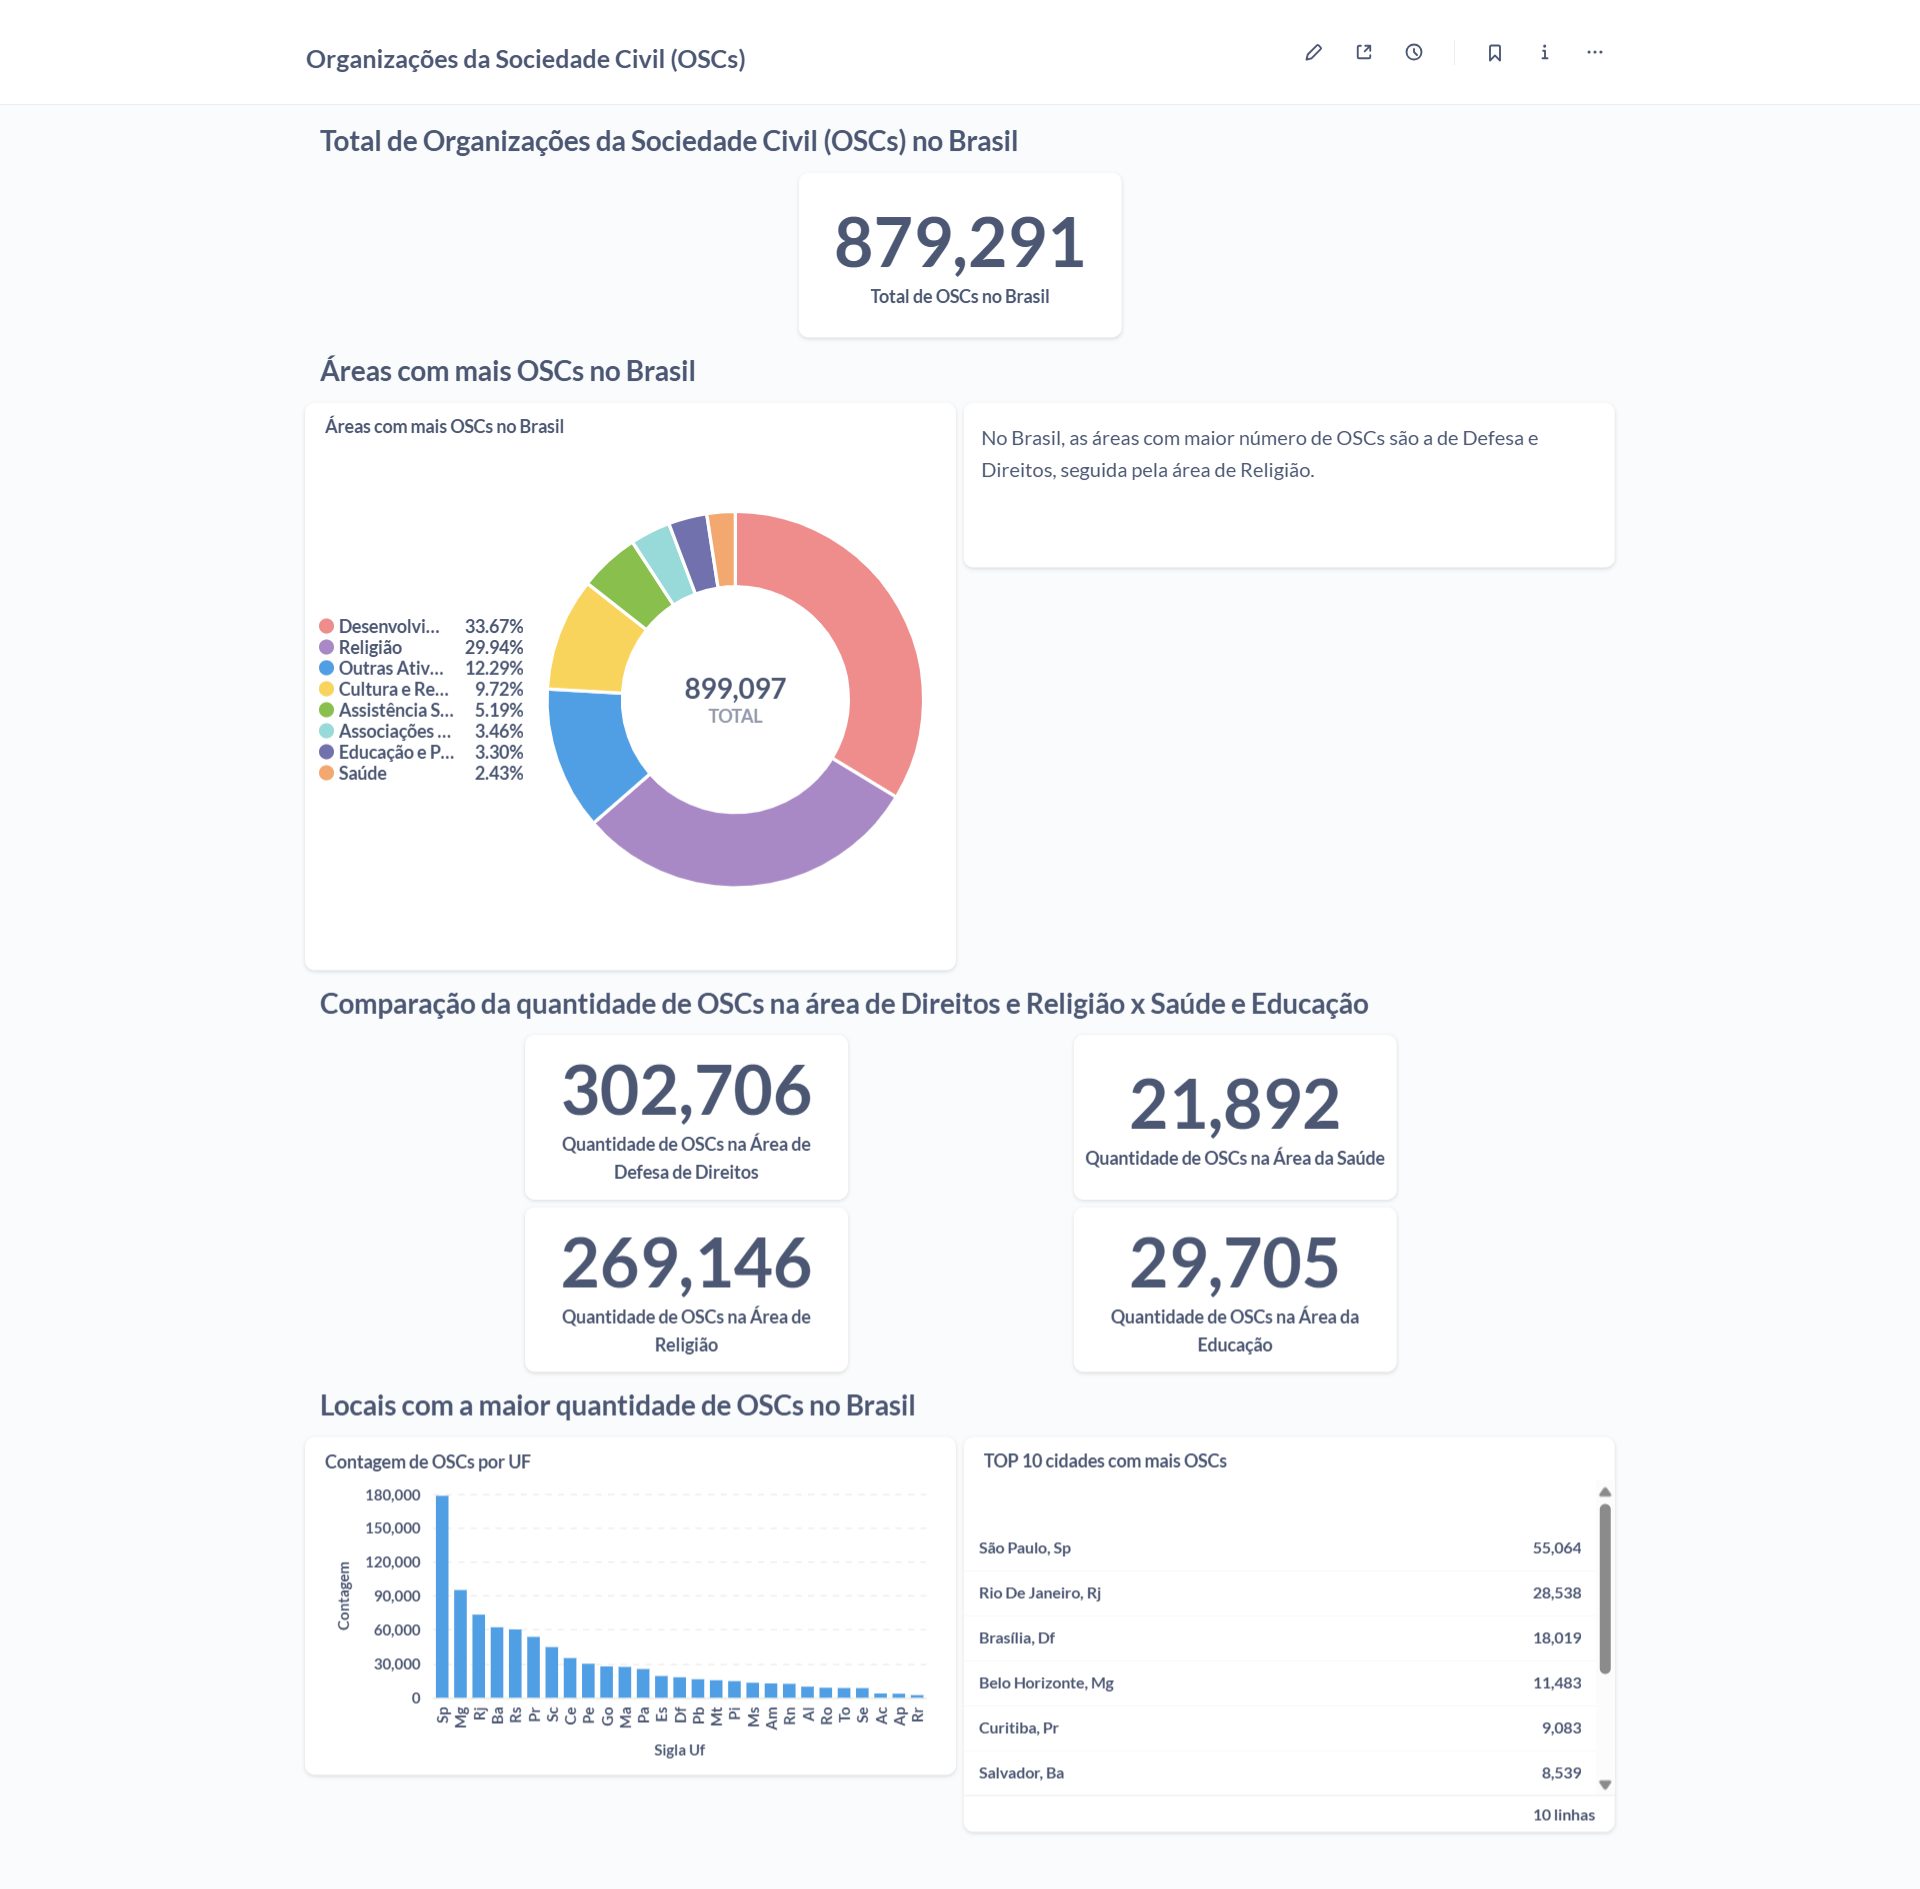 Organizações da Sociedade Civil (OSCs)
Total de Organizações da Sociedade Civil (OSCs) no Brasil
879,291
Total de OSCs no Brasil
Áreas com mais OSCs no Brasil
Áreas com mais OSCs no Brasil
Desenvolvi... 33.67%
Religião 29.94%
Outras Ativ... 12.29%
Cultura e Re... 9.72%
Assistência S... 5.19%
Associações ... 3.46%
Educação e P... 3.30%
Saúde 2.43%
899,097
TOTAL
No Brasil, as áreas com maior número de OSCs são a de Defesa e
Direitos, seguida pela área de Religião.
Comparação da quantidade de OSCs na área de Direitos e Religião x Saúde e Educação
302,706
Quantidade de OSCs na Área de
Defesa de Direitos
21,892
Quantidade de OSCs na Área da Saúde
269,146
Quantidade de OSCs na Área de
Religião
29,705
Quantidade de OSCs na Área da
Educação
Locais com a maior quantidade de OSCs no Brasil
Contagem de OSCs por UF
Contagem
180,000
150,000
120,000
90,000
60,000
30,000
0
Sp Mg Rj Ba Rs Pr Sc Ce Pe Go Ma Pa Es Df Pb Mt Pi Ms Am Rn Al Ro To Se Ac Ap Rr
Sigla Uf
TOP 10 cidades com mais OSCs
São Paulo, Sp 55,064
Rio De Janeiro, Rj 28,538
Brasília, Df 18,019
Belo Horizonte, Mg 11,483
Curitiba, Pr 9,083
Salvador, Ba 8,539
10 linhas